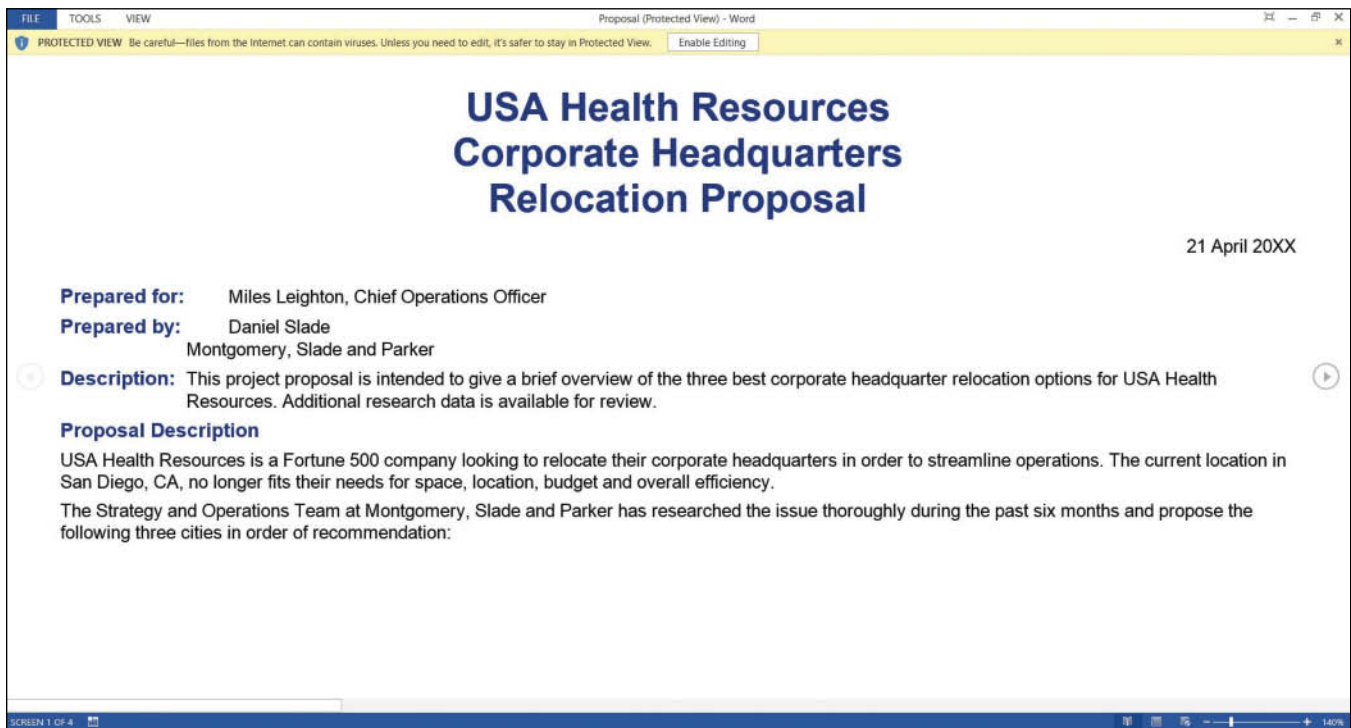 FILE TOOLS VIEW Proposal (Protected View) - Word
PROTECTED VIEW Be careful—files from the Internet can contain viruses. Unless you need to edit, it's safer to stay in Protected View. Enable Editing
USA Health Resources
Corporate Headquarters
Relocation Proposal
21 April 20XX
Prepared for: Miles Leighton, Chief Operations Officer
Prepared by: Daniel Slade
Montgomery, Slade and Parker
Description: This project proposal is intended to give a brief overview of the three best corporate headquarter relocation options for USA Health
Resources. Additional research data is available for review.
Proposal Description
USA Health Resources is a Fortune 500 company looking to relocate their corporate headquarters in order to streamline operations. The current location in
San Diego, CA, no longer fits their needs for space, location, budget and overall efficiency.
The Strategy and Operations Team at Montgomery, Slade and Parker has researched the issue thoroughly during the past six months and propose the
following three cities in order of recommendation:
SCREEN 1 OF 4 140%